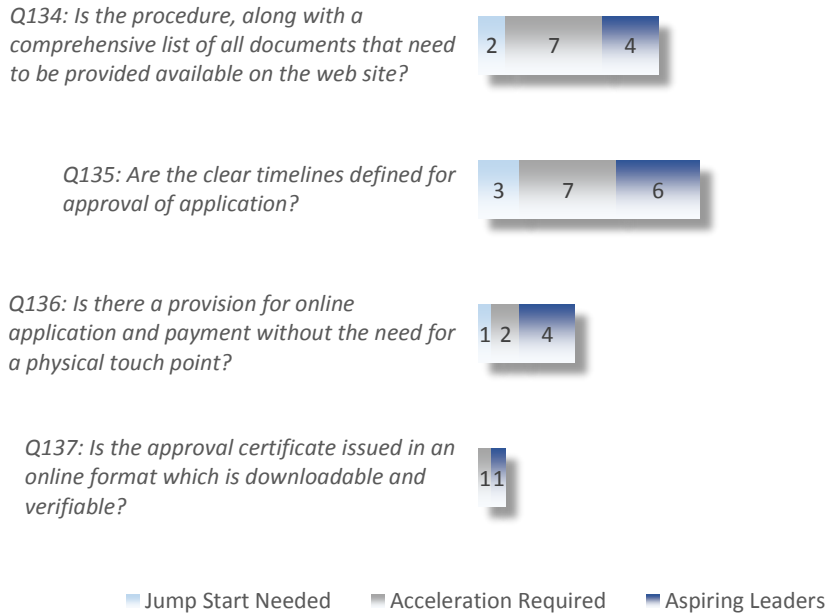 Q134: Is the procedure, along with a
comprehensive list of all documents that need
to be provided available on the web site?
2 7 4
Q135: Are the clear timelines defined for
approval of application?
3 7 6
Q136: Is there a provision for online
application and payment without the need for
a physical touch point?
1 2 4
Q137: Is the approval certificate issued in an
online format which is downloadable and
verifiable?
1 1
Jump Start Needed Acceleration Required Aspiring Leaders